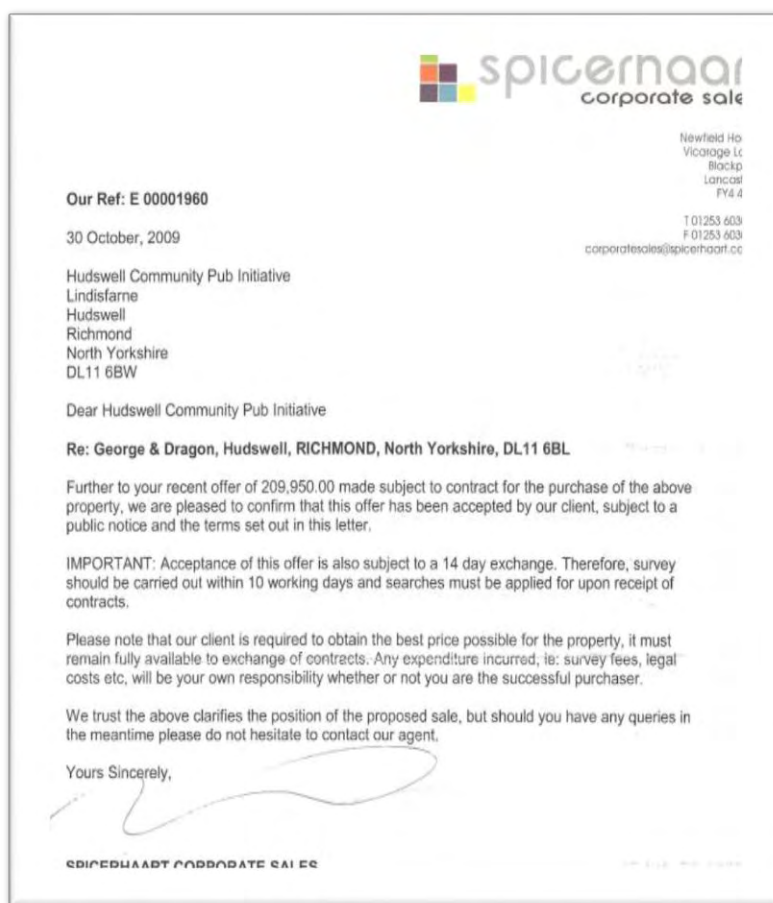 spicerhaar
corporate sale
Newfield Ho
Vicarage Lo
Blackp
Lancash
FY4 4
T 01253 603
F 01253 603
corporatesales@spicerhaart.co
Our Ref: E 00001960
30 October, 2009
Hudswell Community Pub Initiative
Lindisfarne
Hudswell
Richmond
North Yorkshire
DL11 6BW
Dear Hudswell Community Pub Initiative
Re: George & Dragon, Hudswell, RICHMOND, North Yorkshire, DL11 6BL
Further to your recent offer of 209,950.00 made subject to contract for the purchase of the above
property, we are pleased to confirm that this offer has been accepted by our client, subject to a
public notice and the terms set out in this letter.
IMPORTANT: Acceptance of this offer is also subject to a 14 day exchange. Therefore, survey
should be carried out within 10 working days and searches must be applied for upon receipt of
contracts.
Please note that our client is required to obtain the best price possible for the property, it must
remain fully available to exchange of contracts. Any expenditure incurred, ie: survey fees, legal
costs etc, will be your own responsibility whether or not you are the successful purchaser.
We trust the above clarifies the position of the proposed sale, but should you have any queries in
the meantime please do not hesitate to contact our agent.
Yours Sincerely,
SPICERHAART CORPORATE SALES